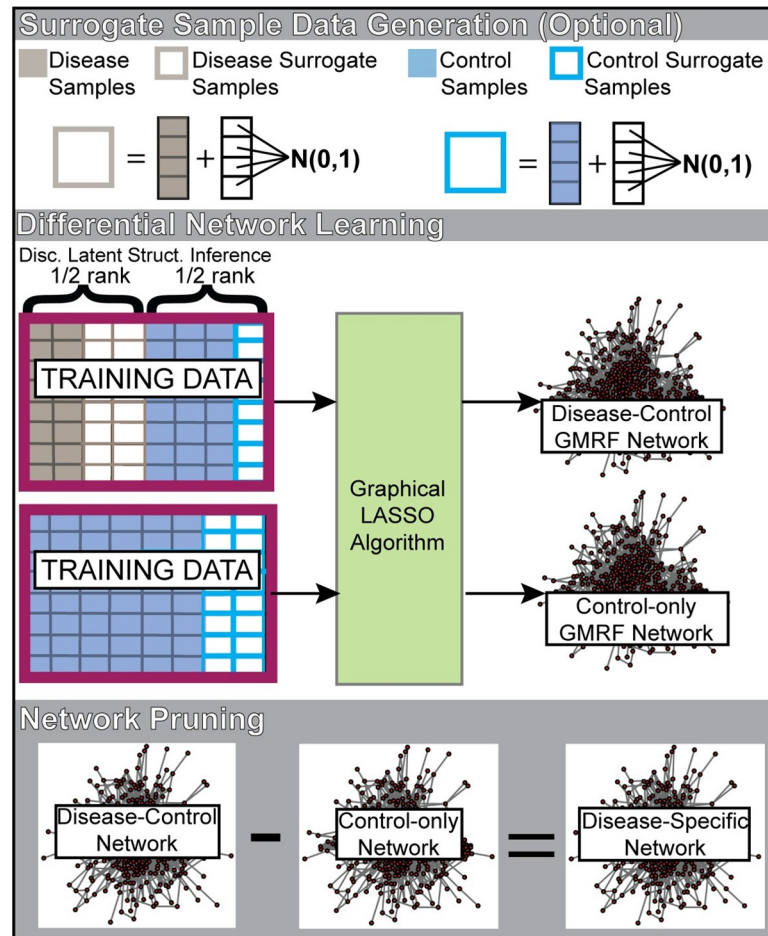 Surrogate Sample Data Generation (Optional)
Disease Samples
Disease Surrogate Samples
Control Samples
Control Surrogate Samples
= + N(0,1)
= + N(0,1)
Differential Network Learning
Disc. Latent Struct. Inference
1/2 rank 1/2 rank
TRAINING DATA
Graphical
LASSO
Algorithm
Disease-Control
GMRF Network
TRAINING DATA
Control-only
GMRF Network
Network Pruning
Disease-Control
Network
-
Control-only
Network
=
Disease-Specific
Network